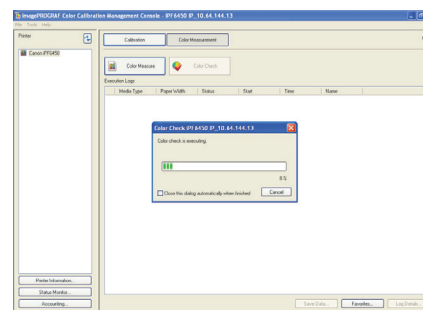 ImagePROGRAF Color Calibration Management Console - iPF6450 IP_10.64.144.13
File Tools Help
Printer
Canon iPF6450
Calibration
Color Measurement
Color Measure
Color Check
Execution Logs:
Media Type Paper Width Status Start Time Name
Color Check iPF6450 IP_10.64.144.13
Color check is executing.
8 %
Close this dialog automatically when finished
Cancel
Printer Information...
Status Monitor...
Accounting...
Save Data... Favorites... Log Details...